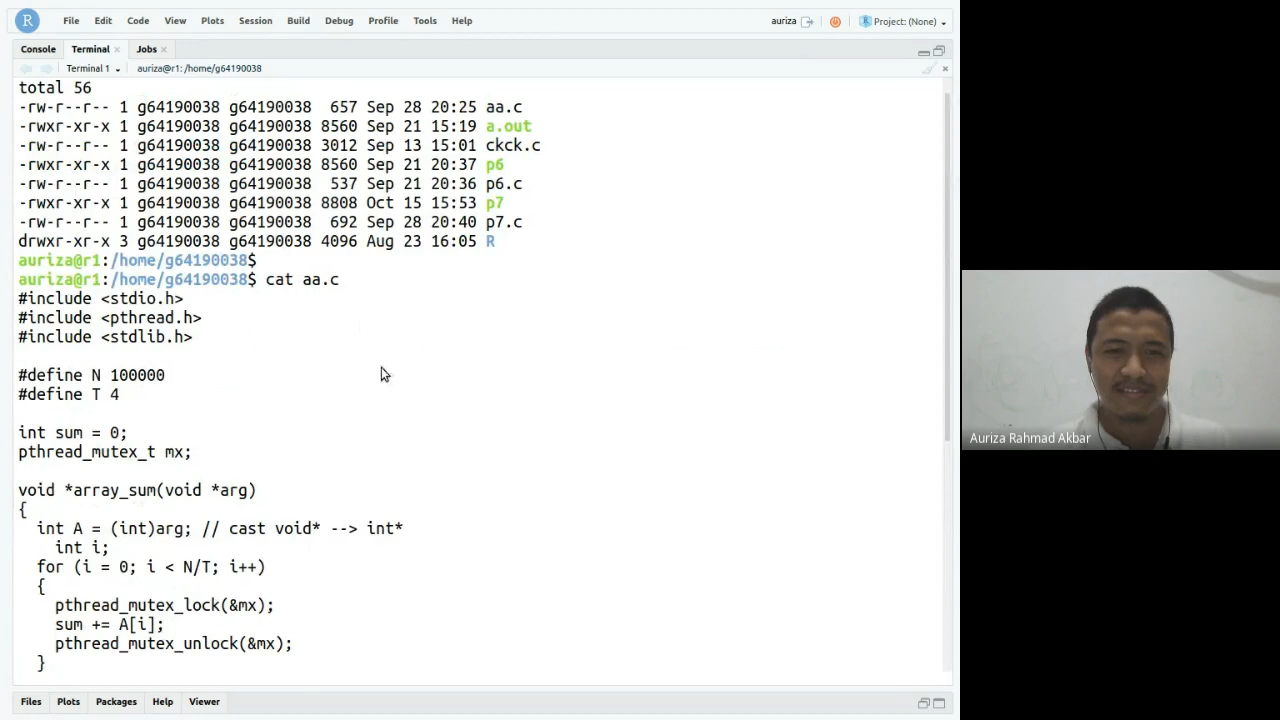 R File Edit Code View Plots Session Build Debug Profile Tools Help auriza R Project: (None)
Console Terminal Jobs
Terminal 1 auriza@r1: /home/g64190038
total 56
-rw-r--r-- 1 g64190038 g64190038  657 Sep 28 20:25 aa.c
-rwxr-xr-x 1 g64190038 g64190038 8560 Sep 21 15:19 a.out
-rw-r--r-- 1 g64190038 g64190038 3012 Sep 13 15:01 ckck.c
-rwxr-xr-x 1 g64190038 g64190038 8560 Sep 21 20:37 p6
-rw-r--r-- 1 g64190038 g64190038  537 Sep 21 20:36 p6.c
-rwxr-xr-x 1 g64190038 g64190038 8808 Oct 15 15:53 p7
-rw-r--r-- 1 g64190038 g64190038  692 Sep 28 20:40 p7.c
drwxr-xr-x 3 g64190038 g64190038 4096 Aug 23 16:05 R
auriza@r1:/home/g64190038$
auriza@r1:/home/g64190038$ cat aa.c
#include <stdio.h>
#include <pthread.h>
#include <stdlib.h>
#define N 100000
#define T 4
int sum = 0;
pthread_mutex_t mx;
void *array_sum(void *arg)
{
int A = (int)arg; // cast void* --> int*
int i;
for (i = 0; i < N/T; i++)
{
pthread_mutex_lock(&mx);
sum += A[i];
pthread_mutex_unlock(&mx);
}
Files Plots Packages Help Viewer
Auriza Rahmad Akbar